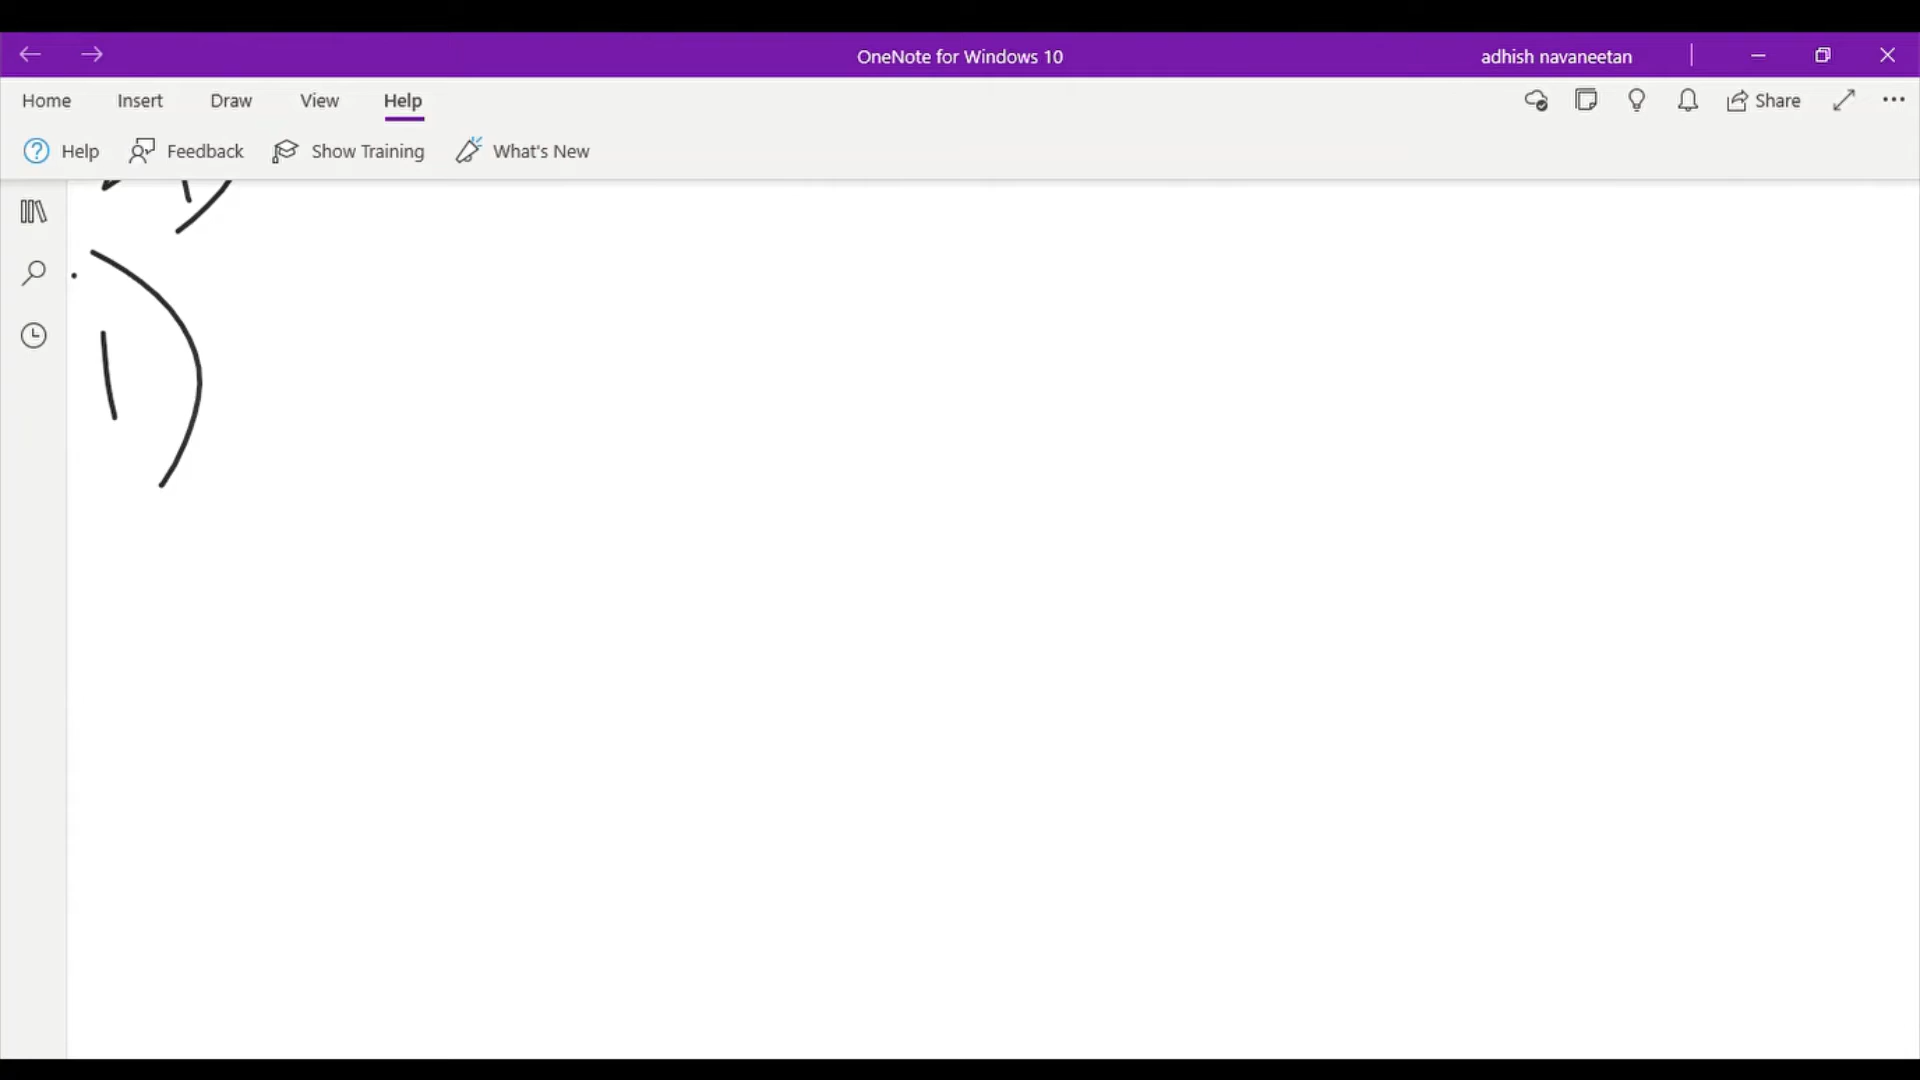 OneNote for Windows 10
adhish navaneetan
Home Insert Draw View Help
Share
Help Feedback Show Training What's New